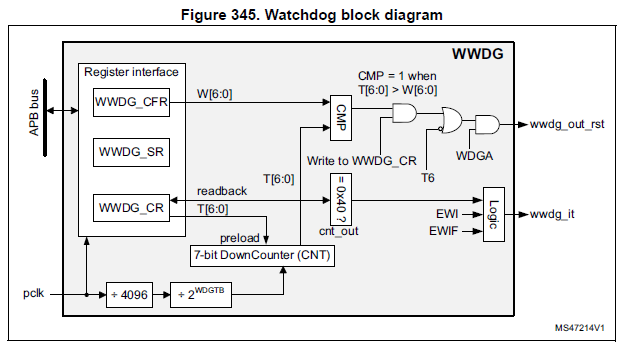 Figure 345. Watchdog block diagram
WWDG
Register interface
CMP = 1 when
T[6:0] > W[6:0]
APB bus
WWDG_CFR
W[6:0]
CMP
wwdg_out_rst
WWDG_SR
Write to WWDG_CR
T6
WDGA
T[6:0]
readback
= 0x40 ?
WWDG_CR
T[6:0]
cnt_out
EWI
EWIF
Logic
wwdg_it
preload
7-bit DownCounter (CNT)
pclk
÷ 4096
÷ 2WDGTB
MS47214V1